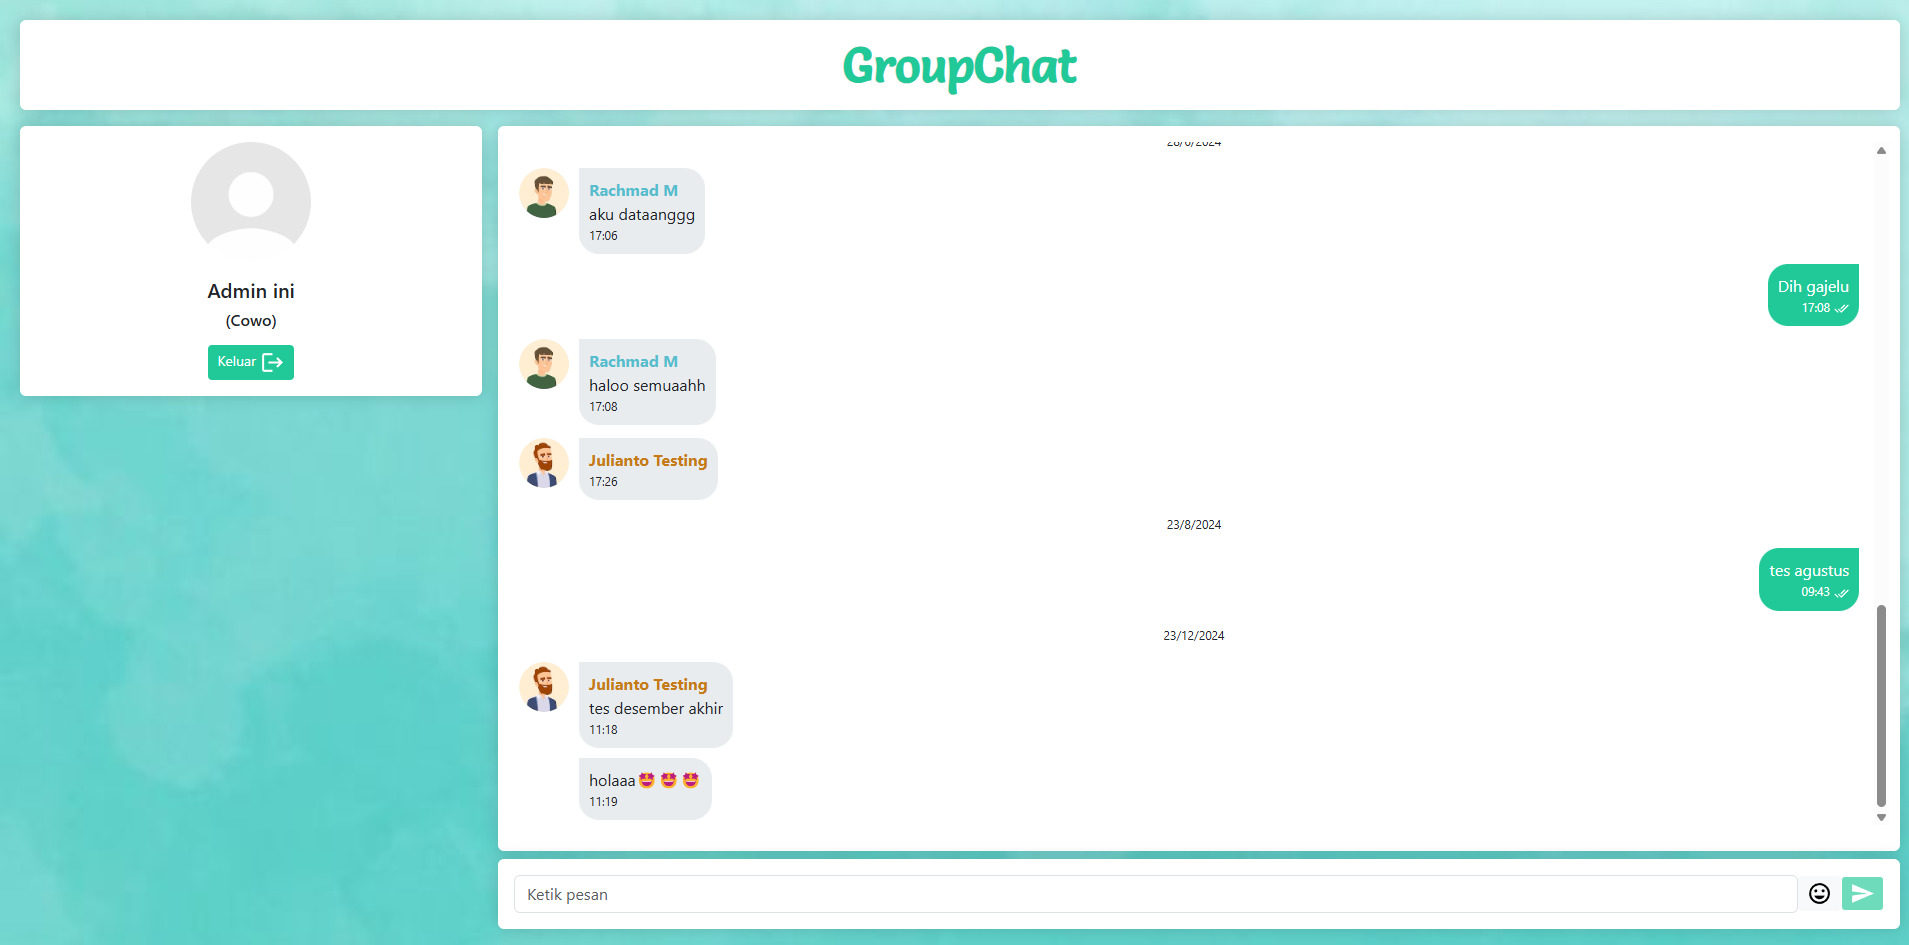 GroupChat
Admin ini
(Cowo)
Keluar
Rachmad M
aku dataanggg
17:06
Dih gajelu
17:08
Rachmad M
haloo semuaahh
17:08
Julianto Testing
17:26
23/8/2024
tes agustus
09:43
23/12/2024
Julianto Testing
tes desember akhir
11:18
holaaa🤩🤩🤩
11:19
Ketik pesan